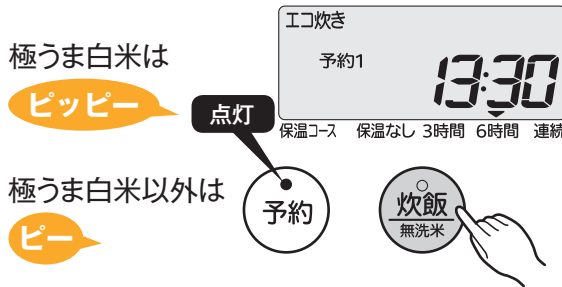 極うま白米は
ピッピー
極うま白米以外は
ピー
エコ炊き
予約1
13:30
保温コース 保温なし 3時間 6時間 連続
点灯
予約
炊飯
無洗米